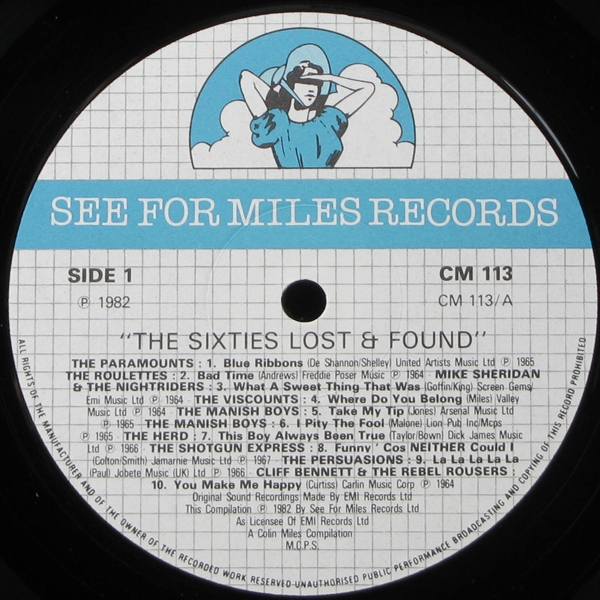 SEE FOR MILES RECORDS
SIDE 1
CM 113
℗ 1982
CM 113/A
"THE SIXTIES LOST & FOUND"
THE PARAMOUNTS : 1. Blue Ribbons (De Shannon/Shelley) United Artists Music Ltd ℗ 1965
THE ROULETTES : 2. Bad Time (Andrews) Freddie Poser Music ℗ 1964 · MIKE SHERIDAN
& THE NIGHTRIDERS : 3. What A Sweet Thing That Was (Goffin/King) Screen Gems/
Emi Music Ltd ℗ 1964 · THE VISCOUNTS : 4. Where Do You Belong (Miles) Valley
Music Ltd ℗ 1964 · THE MANISH BOYS : 5. Take My Tip (Jones) Arsenal Music Ltd
℗ 1965 · THE MANISH BOYS : 6. I Pity The Fool (Malone) Lion Pub Inc/Mcps
℗ 1965 · THE HERD : 7. This Boy Always Been True (Taylor/Bown) Dick James Music
Ltd ℗ 1966 · THE SHOTGUN EXPRESS : 8. Funny ' Cos NEITHER Could I
(Colton/Smith) Jamarnie Music Ltd ℗ 1967 · THE PERSUASIONS : 9. La La La La La
(Paul) Jobete Music (UK) Ltd ℗ 1966 · CLIFF BENNETT & THE REBEL ROUSERS :
10. You Make Me Happy (Curtiss) Carlin Music Corp ℗ 1964
Original Sound Recordings Made By EMI Records Ltd
This Compilation ℗ 1982 By See For Miles Records Ltd
As Licensee Of EMI Records Ltd
A Colin Miles Compilation
M.C.P.S.
ALL RIGHTS OF THE MANUFACTURER AND OF THE OWNER OF THE RECORDED WORK RESERVED·UNAUTHORISED PUBLIC PERFORMANCE BROADCASTING AND COPYING OF THIS RECORD PROHIBITED